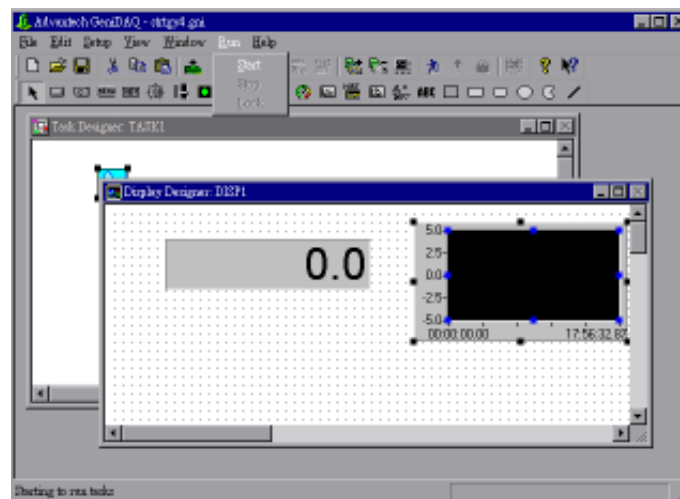 Advantech GeniDAQ - strtgy4.gni
File Edit Setup View Window Run Help
Start
Stop
Lock
ABC
Task Designer: TASK1
Display Designer: DISP1
0.0
5.0
2.5
0.0
-2.5
-5.0
00:00:00.00 17:56:32.87
Starting to run tasks